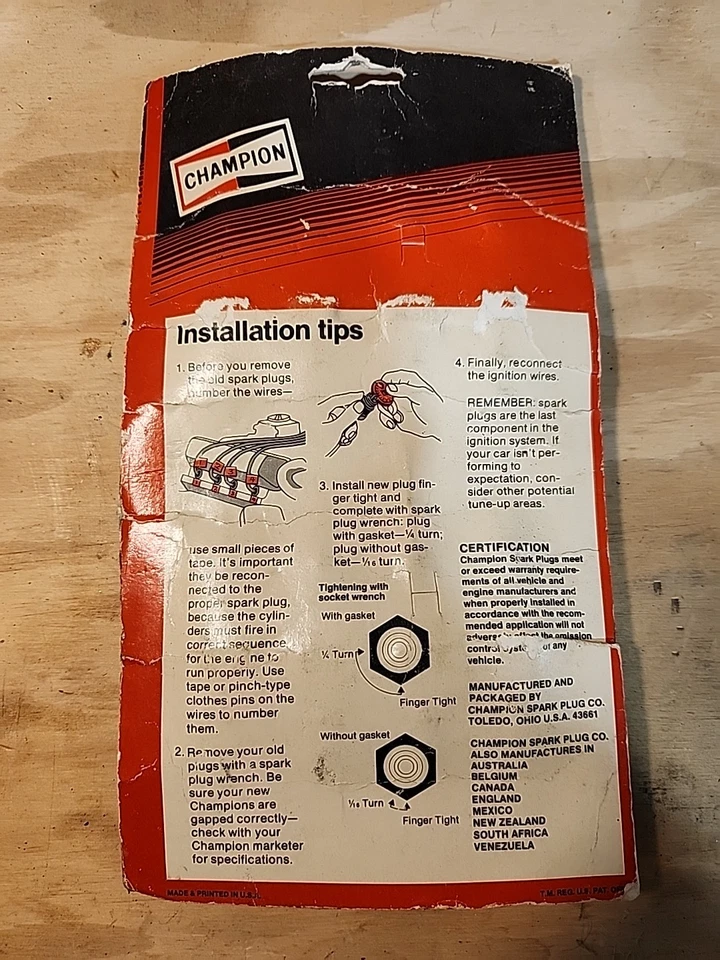 CHAMPION
Installation tips
1. Before you remove
the old spark plugs,
number the wires—
use small pieces of
tape. It's important
they be recon-
nected to the
proper spark plug,
because the cylin-
ders must fire in
correct sequence
for the engine to
run properly. Use
tape or pinch-type
clothes pins on the
wires to number
them.
2. Remove your old
plugs with a spark
plug wrench. Be
sure your new
Champions are
gapped correctly—
check with your
Champion marketer
for specifications.
3. Install new plug fin-
ger tight and
complete with spark
plug wrench: plug
with gasket—¼ turn;
plug without gas-
ket—1/16 turn.
Tightening with
socket wrench
With gasket
¼ Turn
Finger Tight
Without gasket
1/16 Turn
Finger Tight
4. Finally, reconnect
the ignition wires.
REMEMBER: spark
plugs are the last
component in the
ignition system. If
your car isn't per-
forming to
expectation, con-
sider other potential
tune-up areas.
CERTIFICATION
Champion Spark Plugs meet
or exceed warranty require-
ments of all vehicle and
engine manufacturers and
when properly installed in
accordance with the recom-
mended application will not
adversely affect the emission
control system of any
vehicle.
MANUFACTURED AND
PACKAGED BY
CHAMPION SPARK PLUG CO.
TOLEDO, OHIO U.S.A. 43661
CHAMPION SPARK PLUG CO.
ALSO MANUFACTURES IN
AUSTRALIA
BELGIUM
CANADA
ENGLAND
MEXICO
NEW ZEALAND
SOUTH AFRICA
VENEZUELA
MADE & PRINTED IN U.S.A.
T.M. REG. U.S. PAT. OFF.